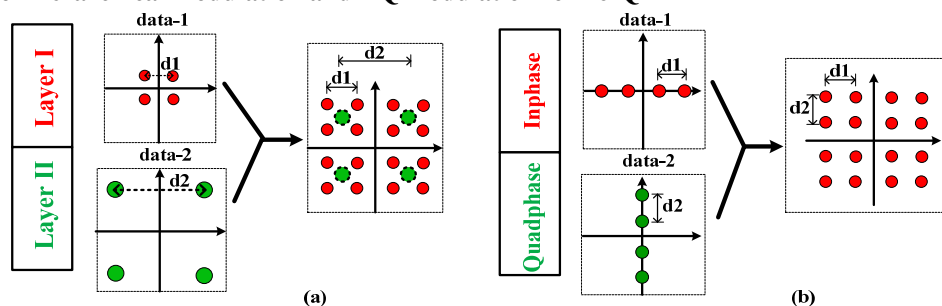 data-1
Layer I
d1
data-2
Layer II
d2
d2
d1
(a)
data-1
Inphase
d1
data-2
Quadphase
d2
d1
d2
(b)